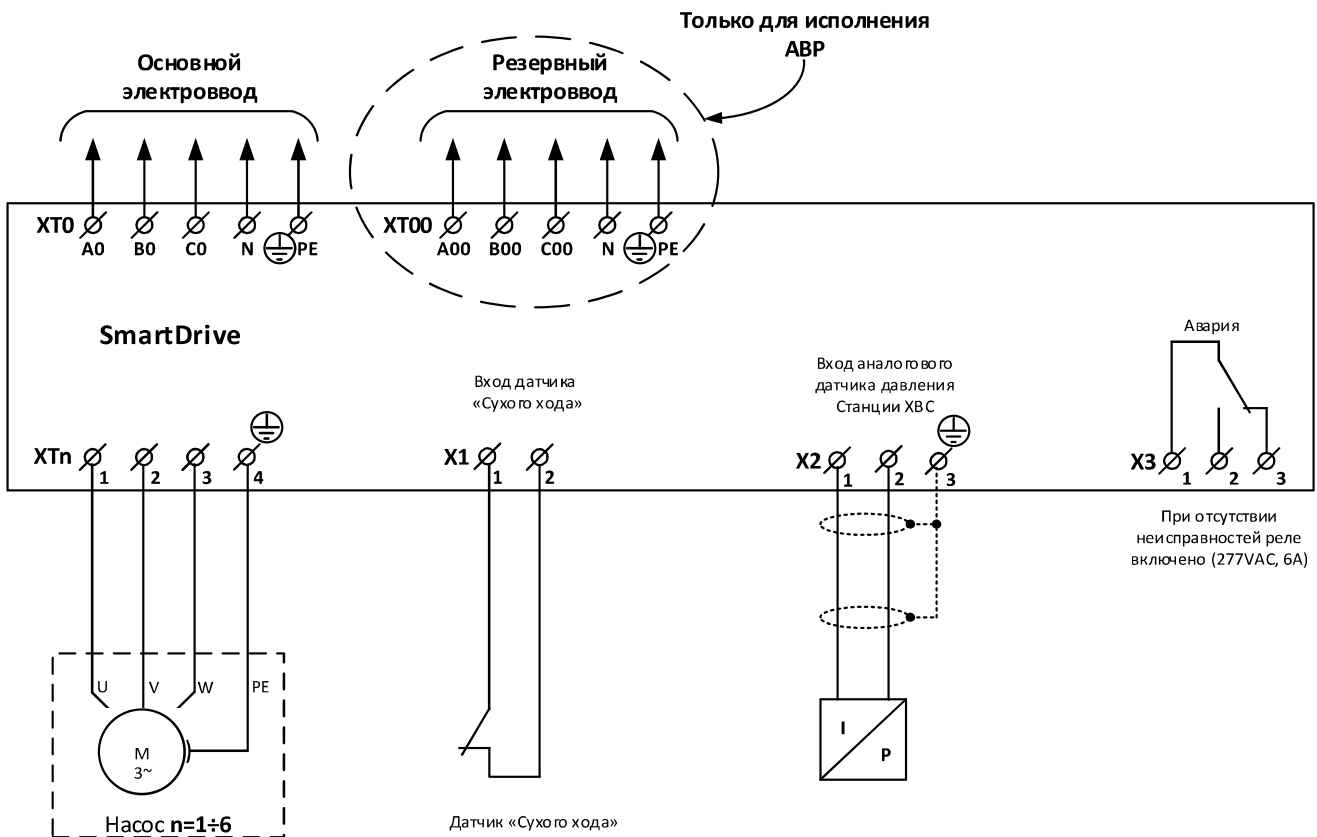 Только для исполнения
АВР
Основной
электроввод
Резервный
электроввод
XT0
A0 B0 C0 N PE
XT00
A00 B00 C00 N PE
SmartDrive
Авария
Вход датчика
«Сухого хода»
Вход аналогового
датчика давления
Станции ХВС
XTn
1 2 3 4
X1
1 2
X2
1 2 3
X3
1 2 3
При отсутствии
неисправностей реле
включено (277VAC, 6A)
U V W PE
M
3~
I
P
Насос n=1÷6
Датчик «Сухого хода»